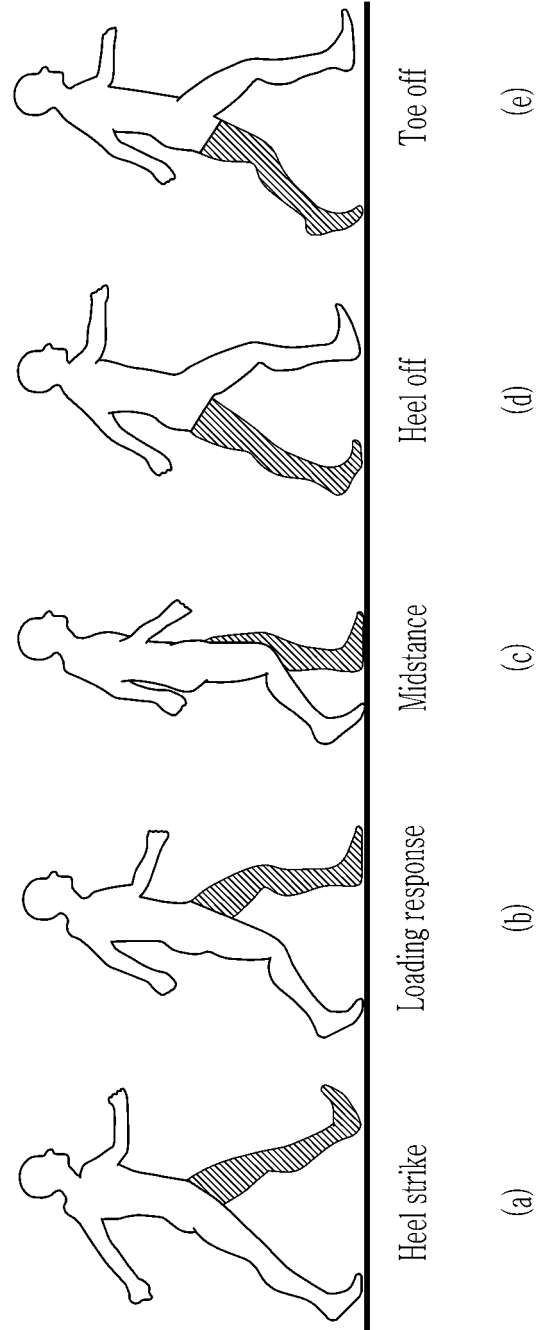 Heel strike
Loading response
Midstance
Heel off
Toe off
(a)
(b)
(c)
(d)
(e)